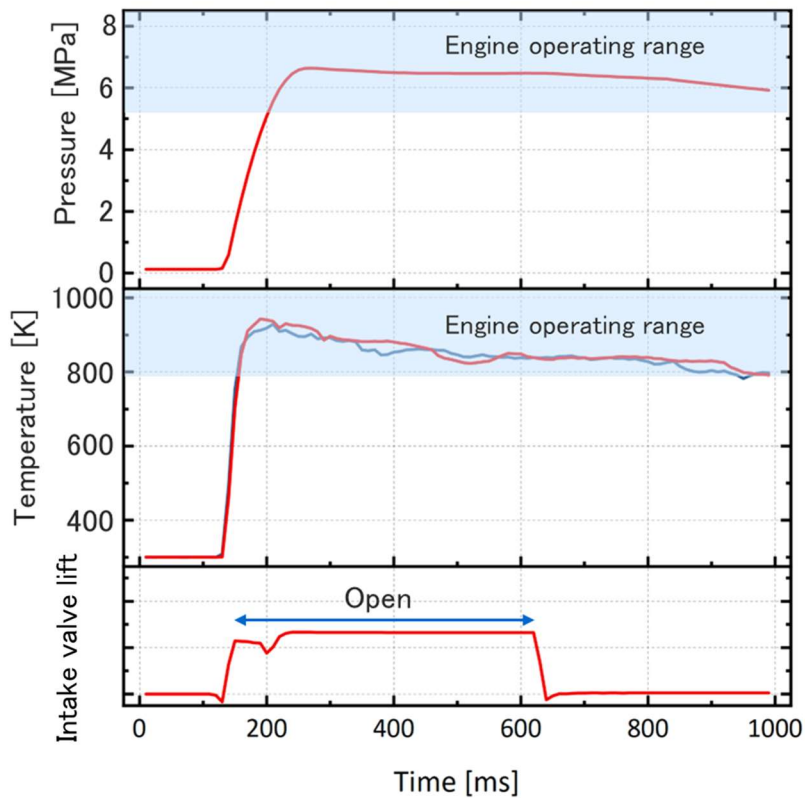 Pressure [MPa]
8
6
4
2
0
Engine operating range
Temperature [K]
1000
800
600
400
Engine operating range
Intake valve lift
Open
0 200 400 600 800 1000
Time [ms]